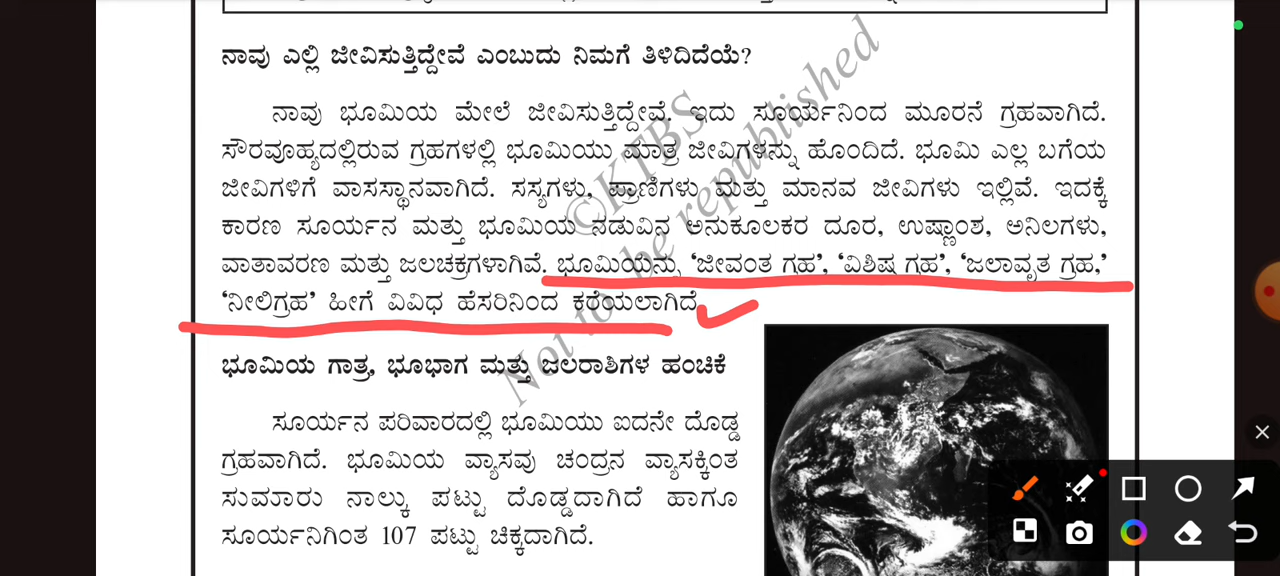 ನಾವು ಎಲ್ಲಿ ಜೀವಿಸುತ್ತಿದ್ದೇವೆ ಎಂಬುದು ನಿಮಗೆ ತಿಳಿದಿದೆಯೆ?
ನಾವು ಭೂಮಿಯ ಮೇಲೆ ಜೀವಿಸುತ್ತಿದ್ದೇವೆ. ಇದು ಸೂರ್ಯನಿಂದ ಮೂರನೆ ಗ್ರಹವಾಗಿದೆ.
ಸೌರವ್ಯೂಹದಲ್ಲಿರುವ ಗ್ರಹಗಳಲ್ಲಿ ಭೂಮಿಯು ಮಾತ್ರ ಜೀವಿಗಳನ್ನು ಹೊಂದಿದೆ. ಭೂಮಿ ಎಲ್ಲ ಬಗೆಯ
ಜೀವಿಗಳಿಗೆ ವಾಸಸ್ಥಾನವಾಗಿದೆ. ಸಸ್ಯಗಳು, ಪ್ರಾಣಿಗಳು ಮತ್ತು ಮಾನವ ಜೀವಿಗಳು ಇಲ್ಲಿವೆ. ಇದಕ್ಕೆ
ಕಾರಣ ಸೂರ್ಯನ ಮತ್ತು ಭೂಮಿಯ ನಡುವಿನ ಅನುಕೂಲಕರ ದೂರ, ಉಷ್ಣಾಂಶ, ಅನಿಲಗಳು,
ವಾತಾವರಣ ಮತ್ತು ಜಲಚಕ್ರಗಳಾಗಿವೆ. ಭೂಮಿಯನ್ನು ‘ಜೀವಂತ ಗ್ರಹ’, ‘ವಿಶಿಷ್ಟ ಗ್ರಹ’, ‘ಜಲಾವೃತ ಗ್ರಹ,’
‘ನೀಲಿಗ್ರಹ’ ಹೀಗೆ ವಿವಿಧ ಹೆಸರಿನಿಂದ ಕರೆಯಲಾಗಿದೆ
ಭೂಮಿಯ ಗಾತ್ರ, ಭೂಭಾಗ ಮತ್ತು ಜಲರಾಶಿಗಳ ಹಂಚಿಕೆ
ಸೂರ್ಯನ ಪರಿವಾರದಲ್ಲಿ ಭೂಮಿಯು ಐದನೇ ದೊಡ್ಡ
ಗ್ರಹವಾಗಿದೆ. ಭೂಮಿಯ ವ್ಯಾಸವು ಚಂದ್ರನ ವ್ಯಾಸಕ್ಕಿಂತ
ಸುಮಾರು ನಾಲ್ಕು ಪಟ್ಟು ದೊಡ್ಡದಾಗಿದೆ ಹಾಗೂ
ಸೂರ್ಯನಿಗಿಂತ 107 ಪಟ್ಟು ಚಿಕ್ಕದಾಗಿದೆ.
©KTBS
Not to be republished